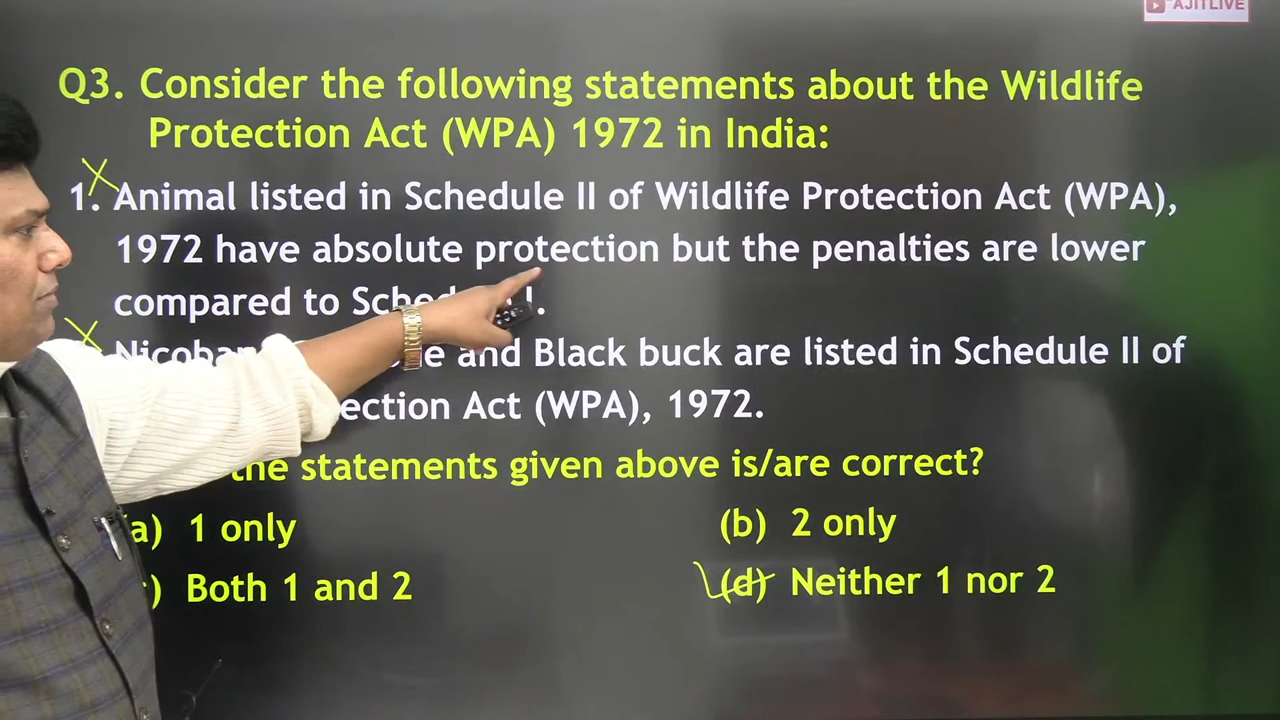 AJITLIVE
Q3. Consider the following statements about the Wildlife
Protection Act (WPA) 1972 in India:
1. Animal listed in Schedule II of Wildlife Protection Act (WPA),
1972 have absolute protection but the penalties are lower
compared to I.
and Black buck are listed in Schedule II of
Act (WPA), 1972.
the statements given above is/are correct?
(a) 1 only
(b) 2 only
Both 1 and 2
(d) Neither 1 nor 2